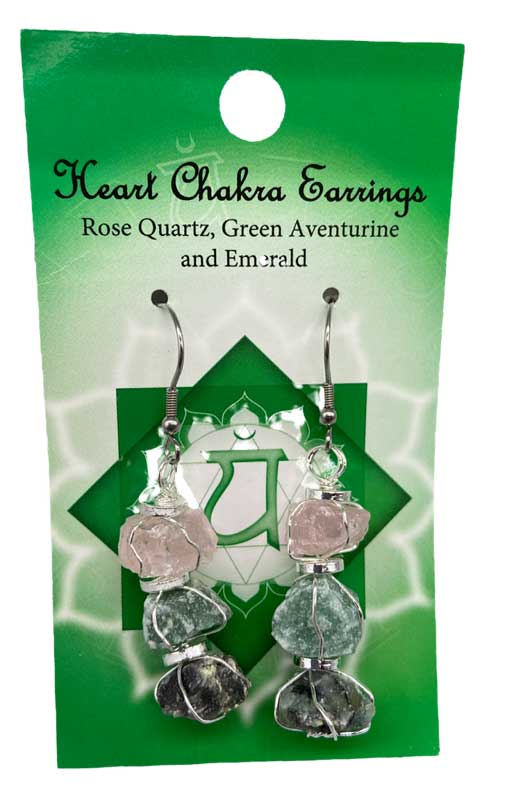 Heart Chakra Earrings
Rose Quartz, Green Aventurine
and Emerald
यं